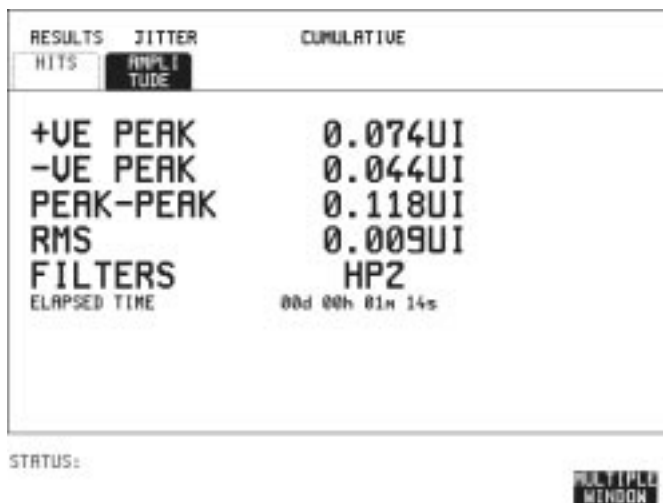 RESULTS JITTER CUMULATIVE
HITS AMPLI
TUDE
+VE PEAK 0.074UI
-VE PEAK 0.044UI
PEAK-PEAK 0.118UI
RMS 0.009UI
FILTERS HP2
ELAPSED TIME 00d 00h 01m 14s
STATUS:
MULTIPLE
WINDOW